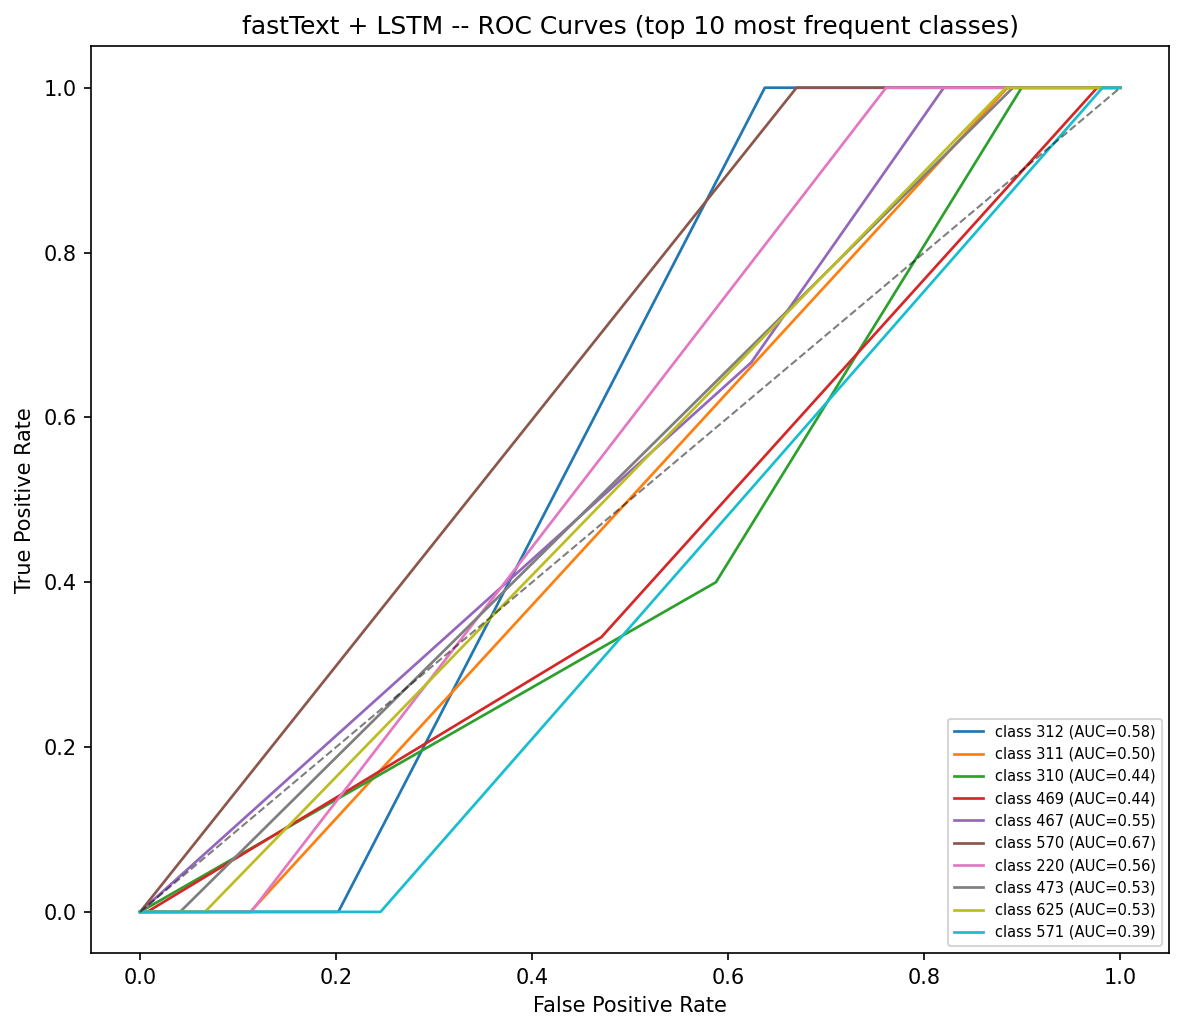 fastText + LSTM -- ROC Curves (top 10 most frequent classes)
True Positive Rate
1.0
0.8
0.6
0.4
0.2
0.0
class 312 (AUC=0.58)
class 311 (AUC=0.50)
class 310 (AUC=0.44)
class 469 (AUC=0.44)
class 467 (AUC=0.55)
class 570 (AUC=0.67)
class 220 (AUC=0.56)
class 473 (AUC=0.53)
class 625 (AUC=0.53)
class 571 (AUC=0.39)
0.0 0.2 0.4 0.6 0.8 1.0
False Positive Rate